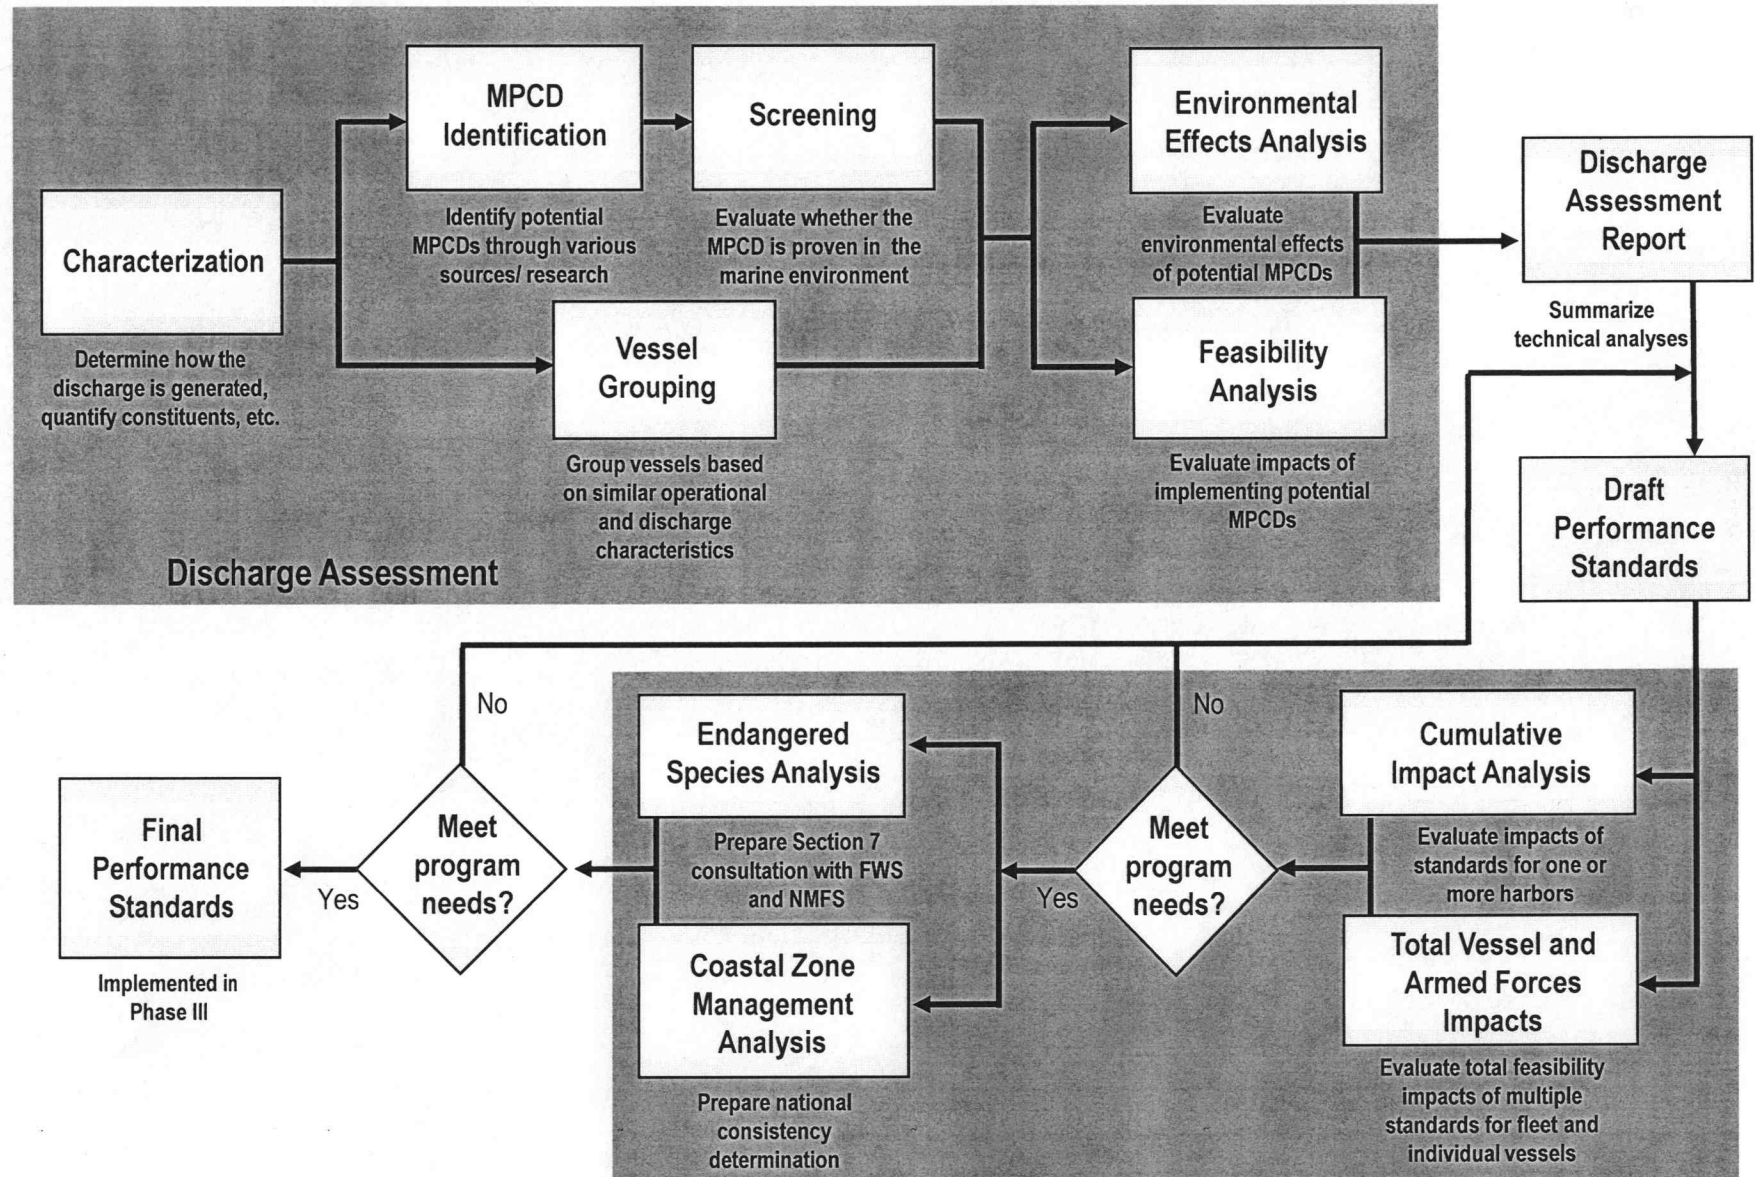 MPCD
Identification
Identify potential
MPCDs through various
sources/ research
Screening
Evaluate whether the
MPCD is proven in the
marine environment
Environmental
Effects Analysis
Evaluate
environmental effects
of potential MPCDs
Discharge
Assessment
Report
Summarize
technical analyses
Characterization
Determine how the
discharge is generated,
quantify constituents, etc.
Vessel
Grouping
Group vessels based
on similar operational
and discharge
characteristics
Feasibility
Analysis
Evaluate impacts of
implementing potential
MPCDs
Discharge Assessment
Draft
Performance
Standards
Cumulative
Impact Analysis
Evaluate impacts of
standards for one or
more harbors
Total Vessel and
Armed Forces
Impacts
Evaluate total feasibility
impacts of multiple
standards for fleet and
individual vessels
No
Meet
program
needs?
Yes
Endangered
Species Analysis
Prepare Section 7
consultation with FWS
and NMFS
Coastal Zone
Management
Analysis
Prepare national
consistency
determination
No
Meet
program
needs?
Yes
Final
Performance
Standards
Implemented in
Phase III